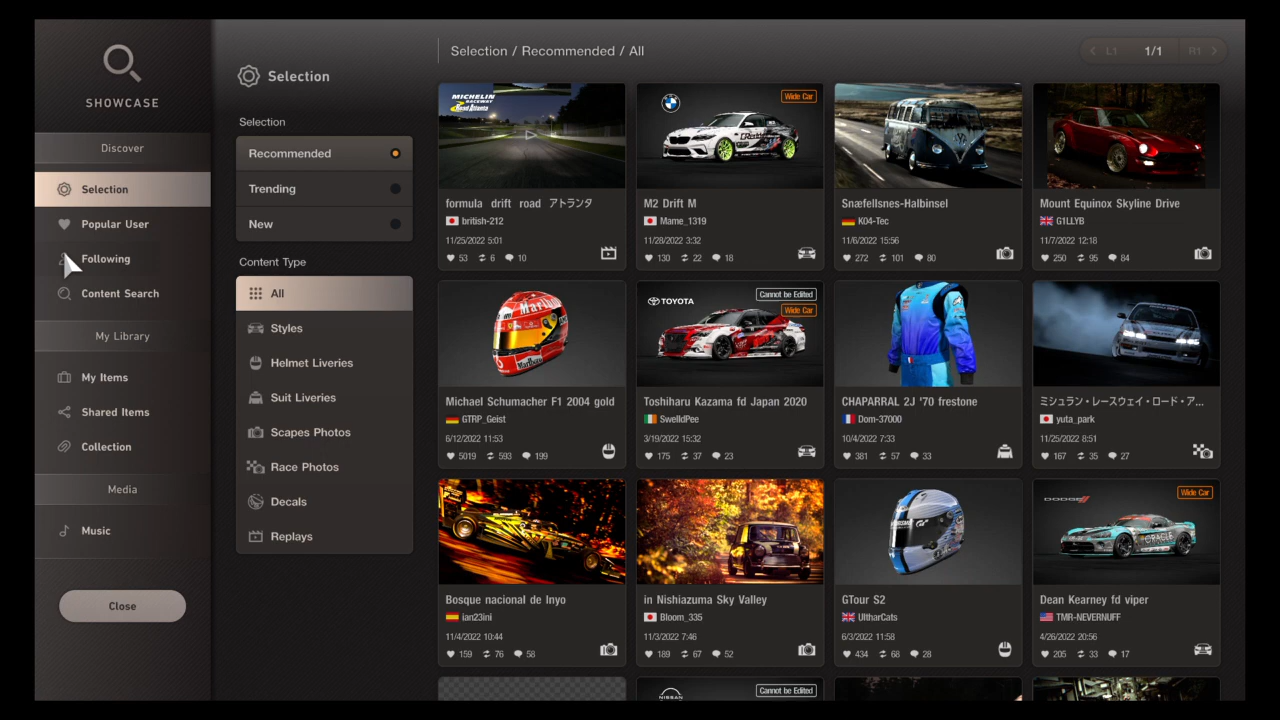 SHOWCASE
Discover
Selection
Popular User
Following
Content Search
My Library
My Items
Shared Items
Collection
Media
Music
Close
Selection
Selection
Recommended
Trending
New
Content Type
All
Styles
Helmet Liveries
Suit Liveries
Scapes Photos
Race Photos
Decals
Replays
Selection / Recommended / All
L1 1/1 R1
MICHELIN
RACEWAY
Road Atlanta
formula drift road アトランタ
british-212
11/25/2022 5:01
53 6 10
Wide Car
M2 Drift M
Mame_1319
11/28/2022 3:32
130 22 18
Snæfellsnes-Halbinsel
K04-Tec
11/6/2022 15:56
272 101 80
Mount Equinox Skyline Drive
G1LLYB
11/7/2022 12:18
250 95 84
Marlboro
Michael Schumacher F1 2004 gold
GTRP_Geist
6/12/2022 11:53
5019 593 199
TOYOTA
Cannot be Edited
Wide Car
Toshiharu Kazama fd Japan 2020
SwelldPee
3/19/2022 15:32
175 37 23
CHAPARRAL 2J '70 frestone
Dom-37000
10/4/2022 7:33
381 57 33
ミシュラン・レースウェイ・ロード・ア...
yuta_park
11/25/2022 8:51
167 35 27
Bosque nacional de Inyo
ian23ini
11/4/2022 10:44
159 76 58
in Nishiazuma Sky Valley
Bloom_335
11/3/2022 7:46
189 67 52
GTour S2
UltharCats
6/3/2022 11:58
434 68 28
DODGE
Wide Car
ORACLE
Dean Kearney fd viper
TMR-NEVERNUFF
4/26/2022 20:56
205 33 17
NISSAN
Cannot be Edited